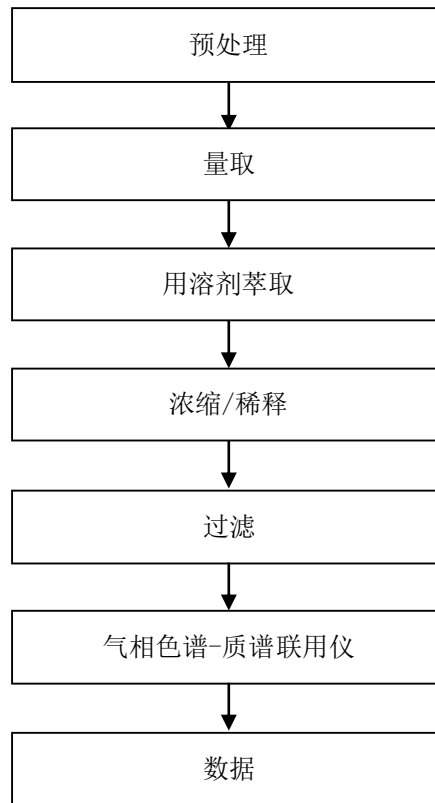 预处理
量取
用溶剂萃取
浓缩/稀释
过滤
气相色谱-质谱联用仪
数据